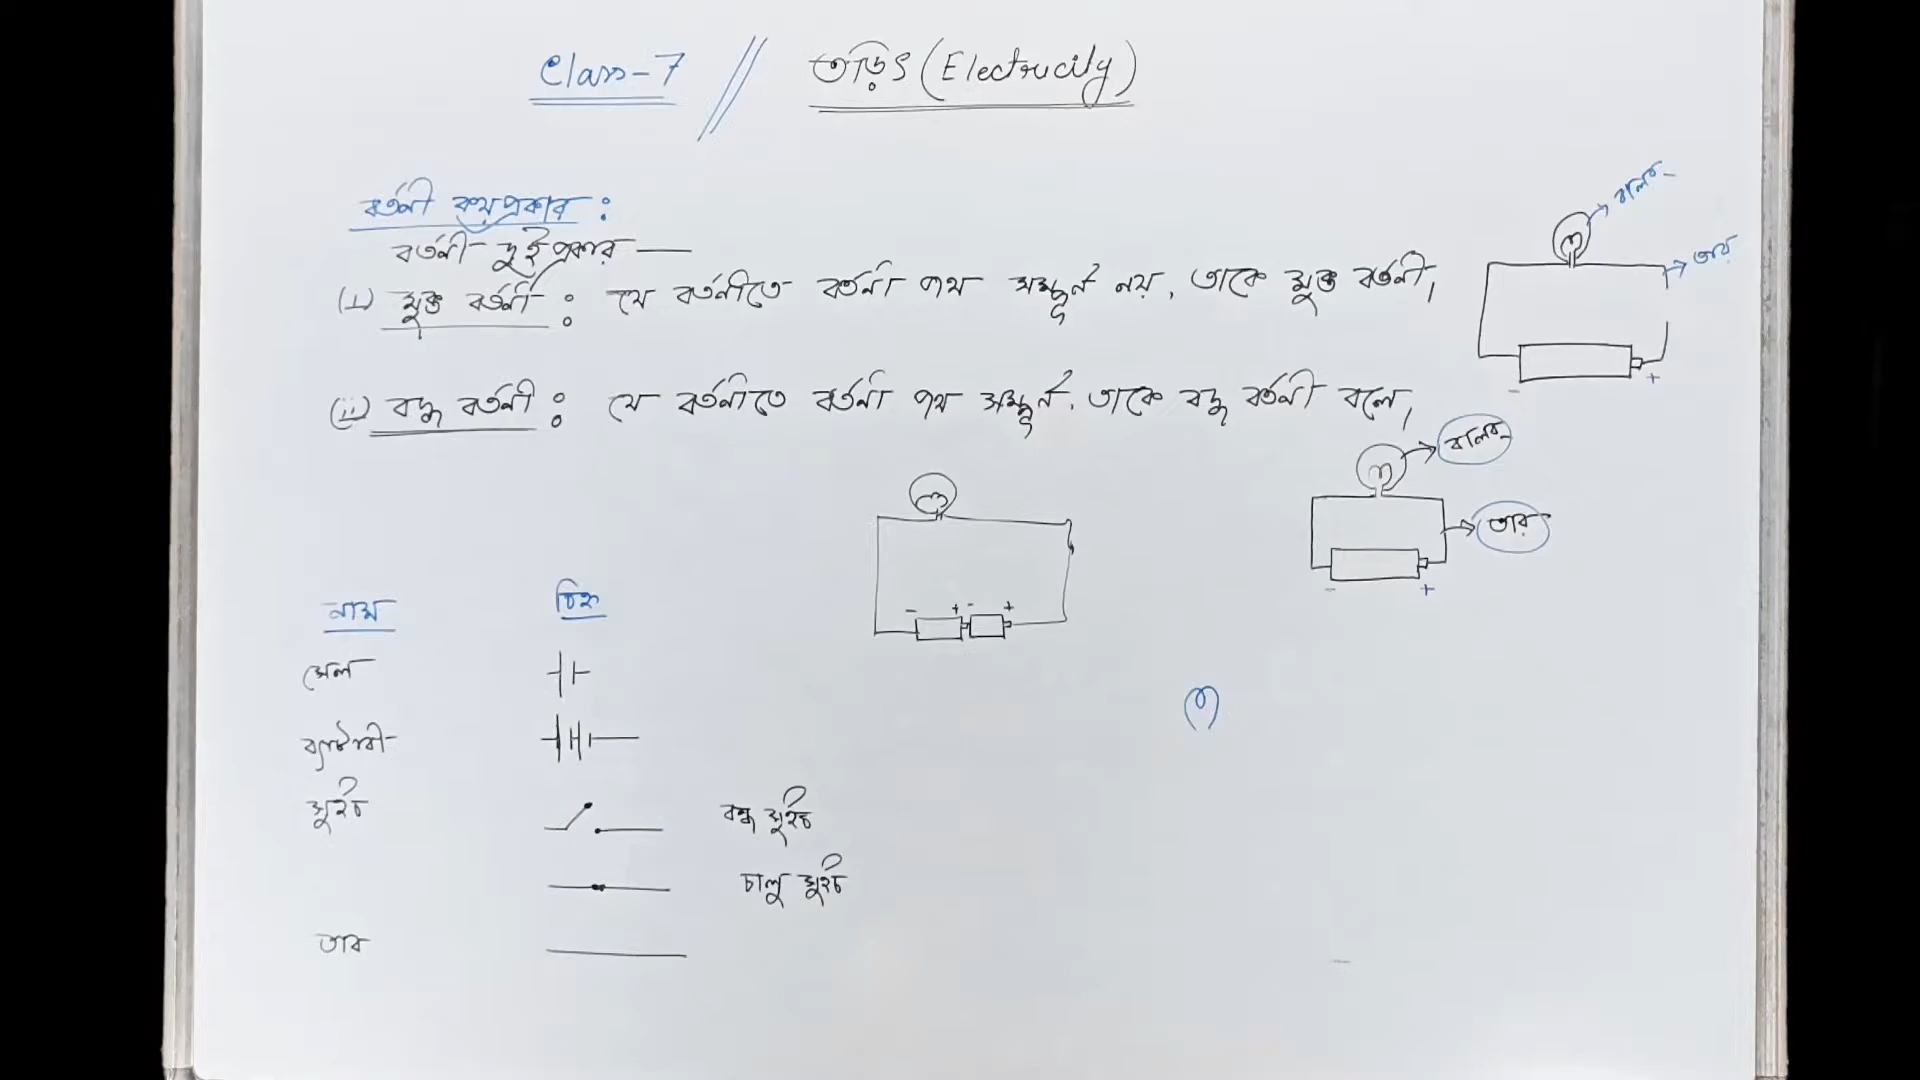 Class-7 // তড়িৎ (Electricity)
বর্তনী কয়প্রকার :
বর্তনী দুইপ্রকার —
(i) মুক্ত বর্তনী : যে বর্তনীতে বর্তনী পথ সম্পূর্ন নয়, তাকে মুক্ত বর্তনী।
বাল্ব
তার
- +
(ii) বদ্ধ বর্তনী : যে বর্তনীতে বর্তনী পথ সম্পূর্ন, তাকে বদ্ধ বর্তনী বলে।
বাল্ব
তার
- +
- + - +
নাম চিহ্ন
সেল
ব্যাটারী
সুইচ বন্ধ সুইচ
চালু সুইচ
তার